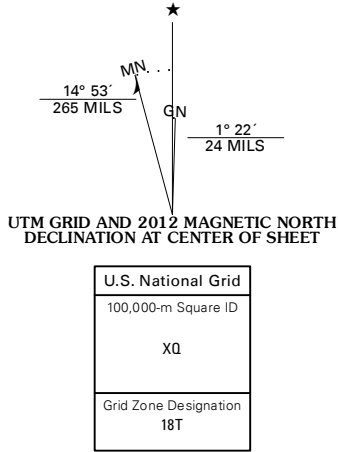 ★
MN
14° 53´
265 MILS
GN
1° 22´
24 MILS
UTM GRID AND 2012 MAGNETIC NORTH
DECLINATION AT CENTER OF SHEET
U.S. National Grid
100,000-m Square ID
XQ
Grid Zone Designation
18T